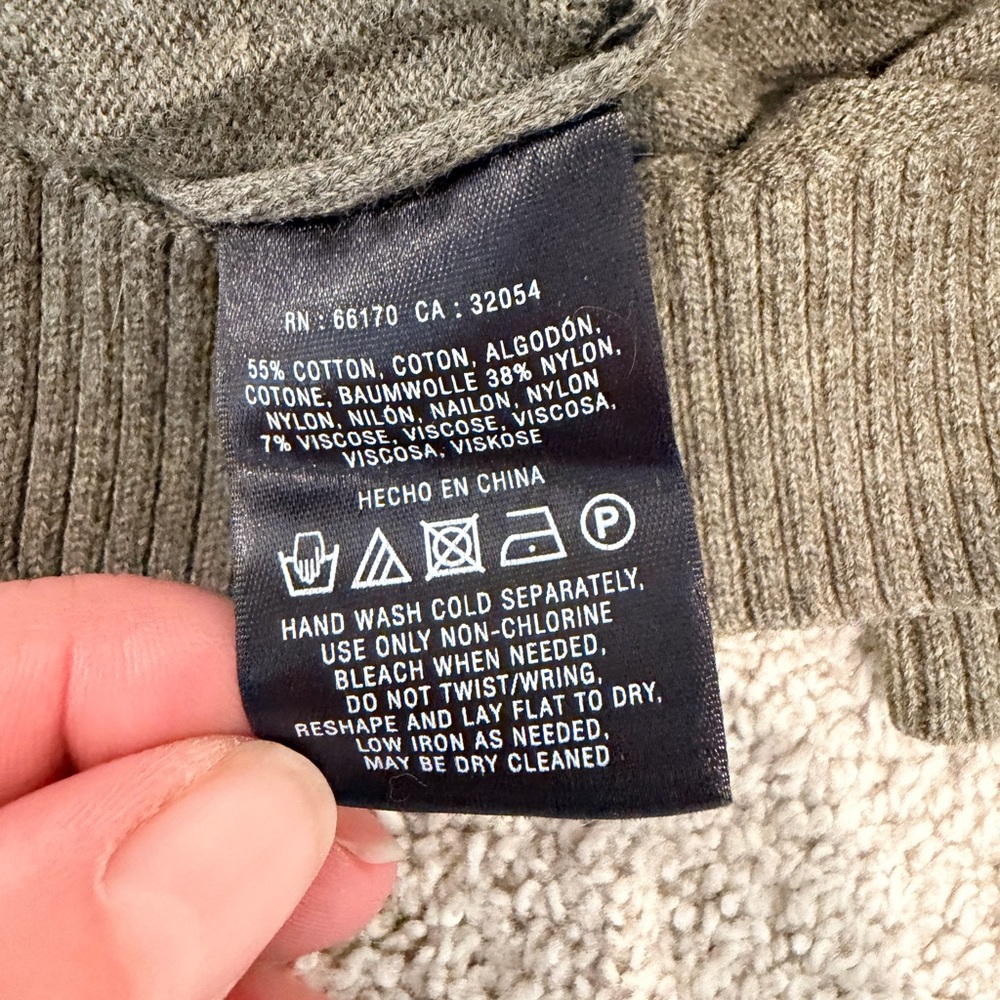 RN : 66170 CA : 32054
55% COTTON, COTON, ALGODÓN,
COTONE, BAUMWOLLE 38% NYLON,
NYLON, NILÓN, NAILON, NYLON
7% VISCOSE, VISCOSE, VISCOSA,
VISCOSA, VISKOSE
HECHO EN CHINA
P
HAND WASH COLD SEPARATELY,
USE ONLY NON-CHLORINE
BLEACH WHEN NEEDED,
DO NOT TWIST/WRING,
RESHAPE AND LAY FLAT TO DRY,
LOW IRON AS NEEDED,
MAY BE DRY CLEANED